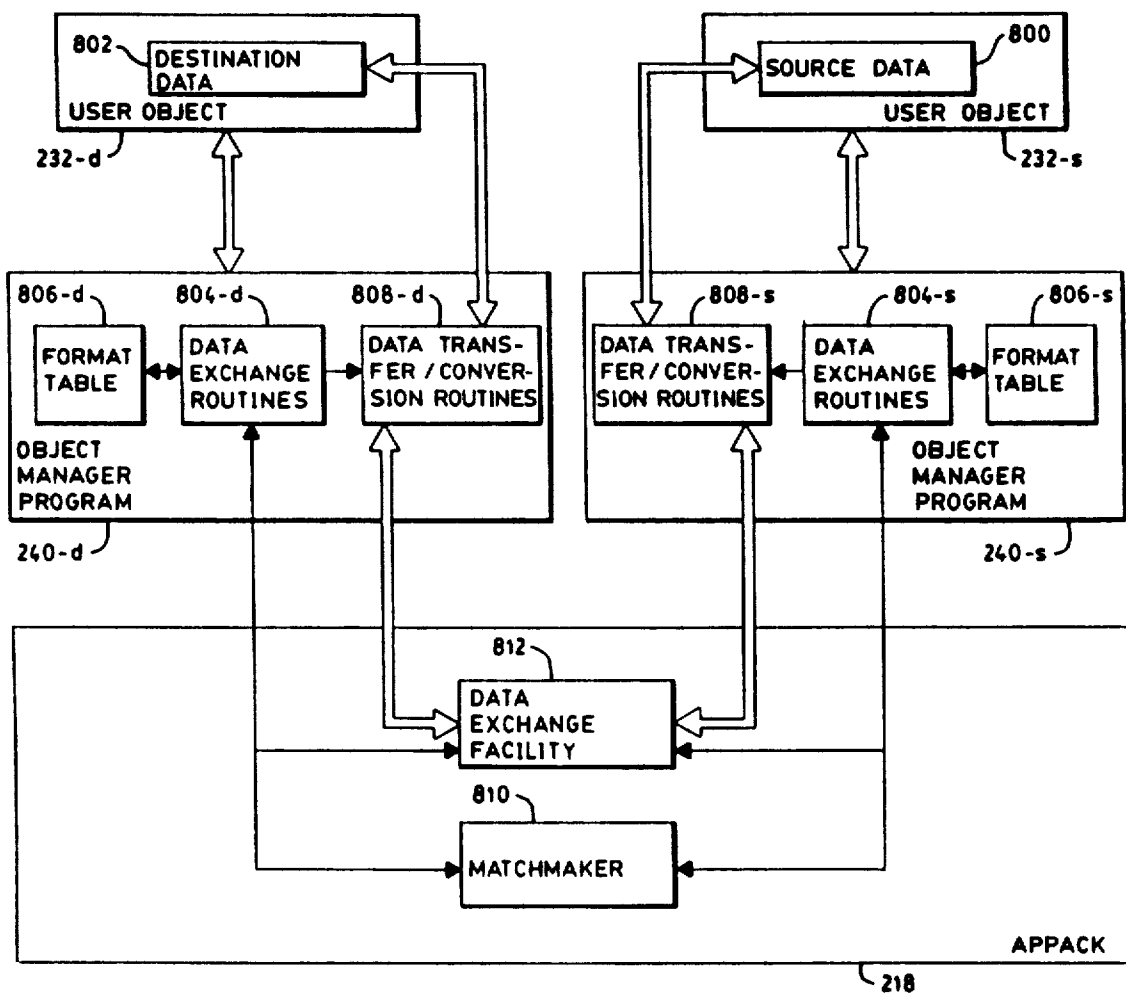 802
DESTINATION
DATA
USER OBJECT
232-d
800
SOURCE DATA
USER OBJECT
232-s
806-d
804-d
808-d
FORMAT
TABLE
DATA
EXCHANGE
ROUTINES
DATA TRANS-
FER / CONVER-
SION ROUTINES
OBJECT
MANAGER
PROGRAM
240-d
808-s
804-s
806-s
DATA TRANS-
FER / CONVER-
SION ROUTINES
DATA
EXCHANGE
ROUTINES
FORMAT
TABLE
OBJECT
MANAGER
PROGRAM
240-s
812
DATA
EXCHANGE
FACILITY
810
MATCHMAKER
APPACK
218